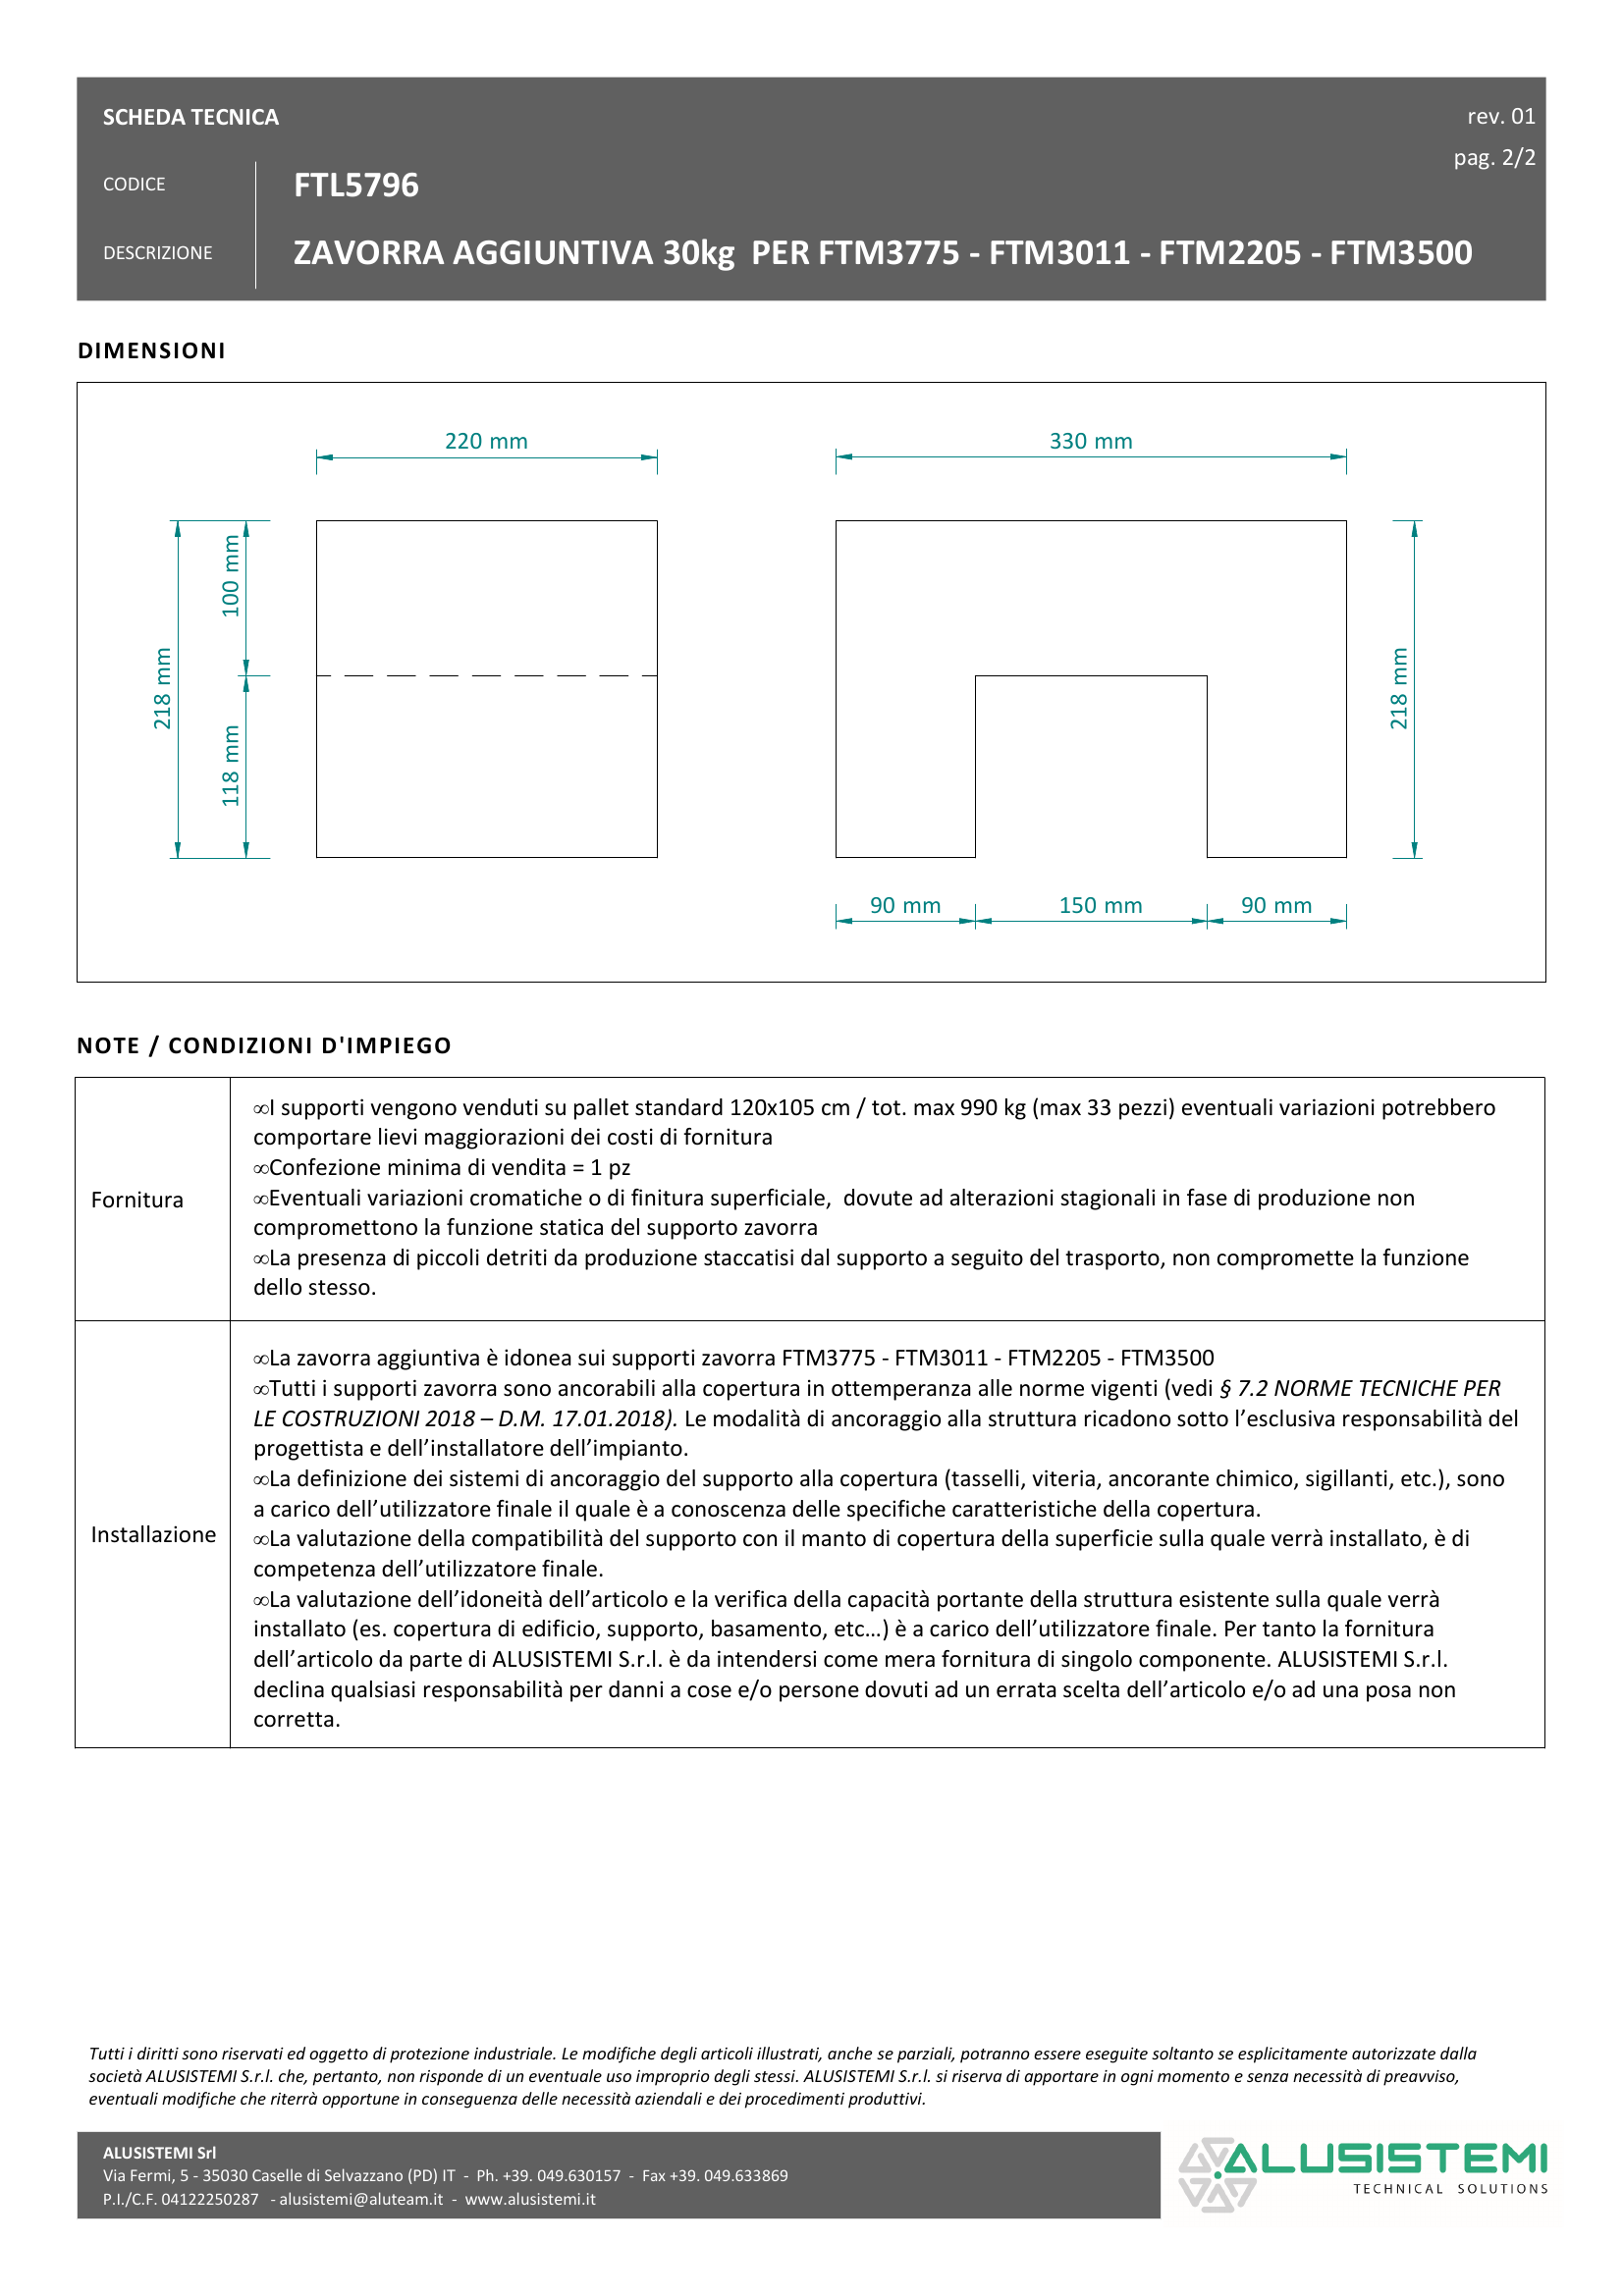 SCHEDA TECNICA
rev. 01
pag. 2/2
CODICE
FTL5796
DESCRIZIONE
ZAVORRA AGGIUNTIVA 30kg  PER FTM3775 - FTM3011 - FTM2205 - FTM3500
DIMENSIONI
220 mm
330 mm
100 mm
218 mm
118 mm
218 mm
90 mm
150 mm
90 mm
NOTE / CONDIZIONI D'IMPIEGO
Fornitura
∞I supporti vengono venduti su pallet standard 120x105 cm / tot. max 990 kg (max 33 pezzi) eventuali variazioni potrebbero
comportare lievi maggiorazioni dei costi di fornitura
∞Confezione minima di vendita = 1 pz
∞Eventuali variazioni cromatiche o di finitura superficiale,  dovute ad alterazioni stagionali in fase di produzione non
compromettono la funzione statica del supporto zavorra
∞La presenza di piccoli detriti da produzione staccatisi dal supporto a seguito del trasporto, non compromette la funzione
dello stesso.
Installazione
∞La zavorra aggiuntiva è idonea sui supporti zavorra FTM3775 - FTM3011 - FTM2205 - FTM3500
∞Tutti i supporti zavorra sono ancorabili alla copertura in ottemperanza alle norme vigenti (vedi § 7.2 NORME TECNICHE PER
LE COSTRUZIONI 2018 – D.M. 17.01.2018). Le modalità di ancoraggio alla struttura ricadono sotto l’esclusiva responsabilità del
progettista e dell’installatore dell’impianto.
∞La definizione dei sistemi di ancoraggio del supporto alla copertura (tasselli, viteria, ancorante chimico, sigillanti, etc.), sono
a carico dell’utilizzatore finale il quale è a conoscenza delle specifiche caratteristiche della copertura.
∞La valutazione della compatibilità del supporto con il manto di copertura della superficie sulla quale verrà installato, è di
competenza dell’utilizzatore finale.
∞La valutazione dell’idoneità dell’articolo e la verifica della capacità portante della struttura esistente sulla quale verrà
installato (es. copertura di edificio, supporto, basamento, etc…) è a carico dell’utilizzatore finale. Per tanto la fornitura
dell’articolo da parte di ALUSISTEMI S.r.l. è da intendersi come mera fornitura di singolo componente. ALUSISTEMI S.r.l.
declina qualsiasi responsabilità per danni a cose e/o persone dovuti ad un errata scelta dell’articolo e/o ad una posa non
corretta.
Tutti i diritti sono riservati ed oggetto di protezione industriale. Le modifiche degli articoli illustrati, anche se parziali, potranno essere eseguite soltanto se esplicitamente autorizzate dalla
società ALUSISTEMI S.r.l. che, pertanto, non risponde di un eventuale uso improprio degli stessi. ALUSISTEMI S.r.l. si riserva di apportare in ogni momento e senza necessità di preavviso,
eventuali modifiche che riterrà opportune in conseguenza delle necessità aziendali e dei procedimenti produttivi.
ALUSISTEMI Srl
Via Fermi, 5 - 35030 Caselle di Selvazzano (PD) IT  -  Ph. +39. 049.630157  -  Fax +39. 049.633869
P.I./C.F. 04122250287   - alusistemi@aluteam.it  -  www.alusistemi.it
ALUSISTEMI
TECHNICAL SOLUTIONS